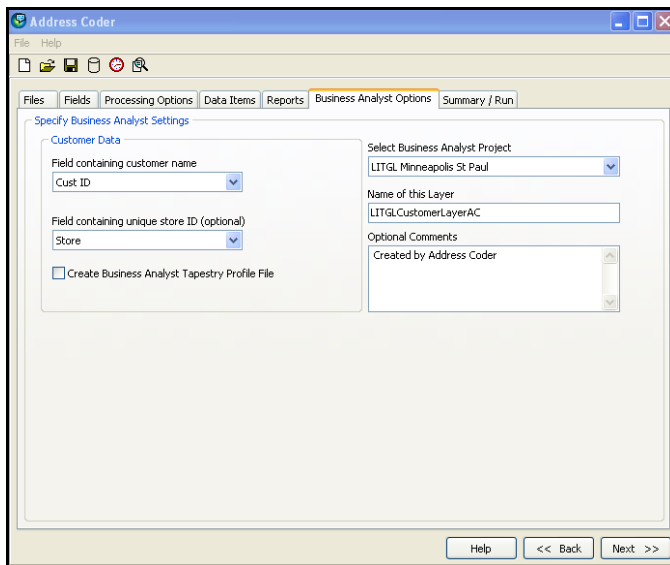 Address Coder
File Help
Files Fields Processing Options Data Items Reports Business Analyst Options Summary / Run
Specify Business Analyst Settings
Customer Data
Field containing customer name
Cust ID
Field containing unique store ID (optional)
Store
Create Business Analyst Tapestry Profile File
Select Business Analyst Project
LITGL Minneapolis St Paul
Name of this Layer
LITGLCustomerLayerAC
Optional Comments
Created by Address Coder
Help << Back Next >>